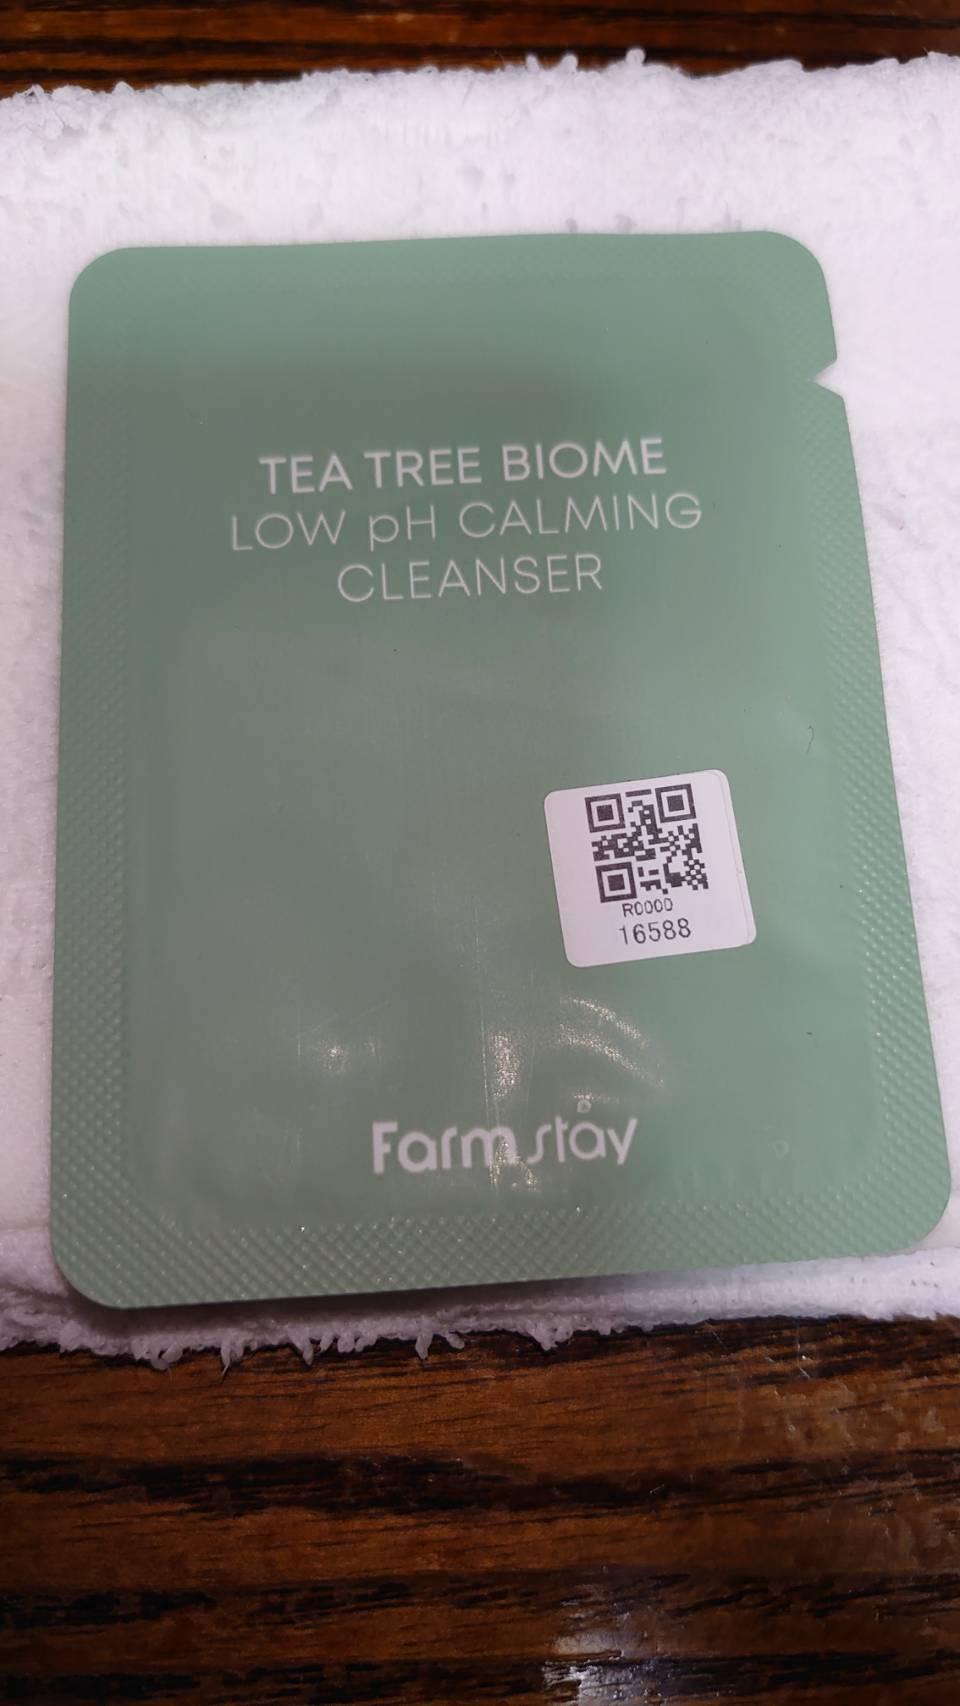 TEA TREE BIOME
LOW pH CALMING
CLEANSER
R0000
16588
Farmstay